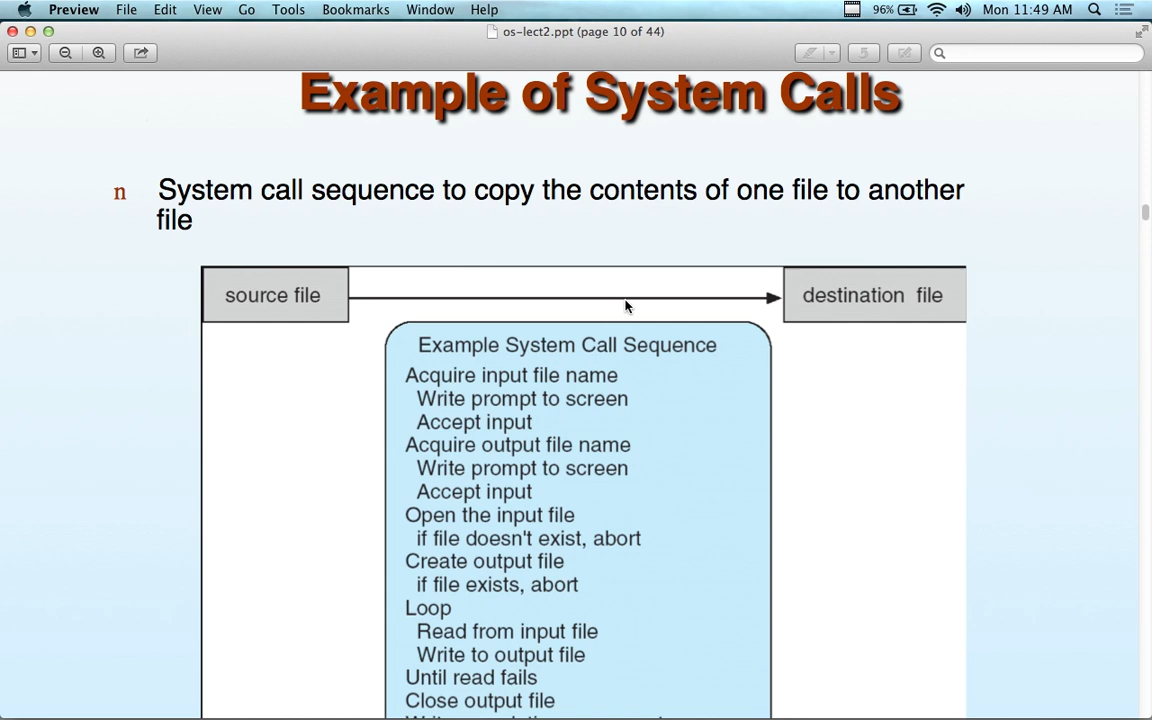 Preview File Edit View Go Tools Bookmarks Window Help 96% Mon 11:49 AM
os-lect2.ppt (page 10 of 44)
Example of System Calls
n System call sequence to copy the contents of one file to another
file
source file destination file
Example System Call Sequence
Acquire input file name
Write prompt to screen
Accept input
Acquire output file name
Write prompt to screen
Accept input
Open the input file
if file doesn't exist, abort
Create output file
if file exists, abort
Loop
Read from input file
Write to output file
Until read fails
Close output file